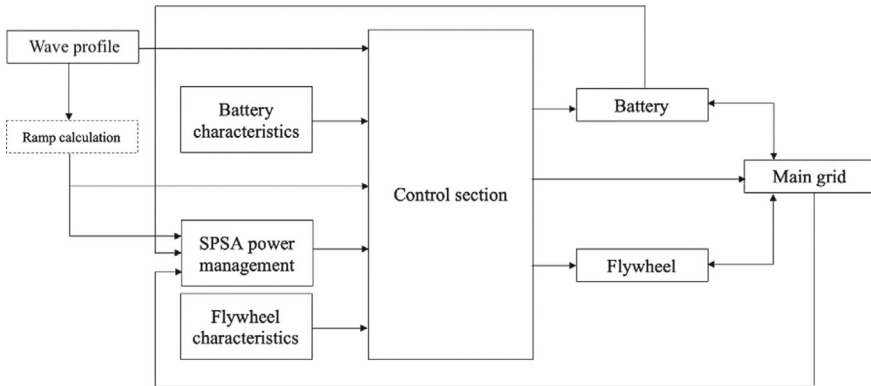 Wave profile
Ramp calculation
Battery
characteristics
SPSA power
management
Flywheel
characteristics
Control section
Battery
Main grid
Flywheel